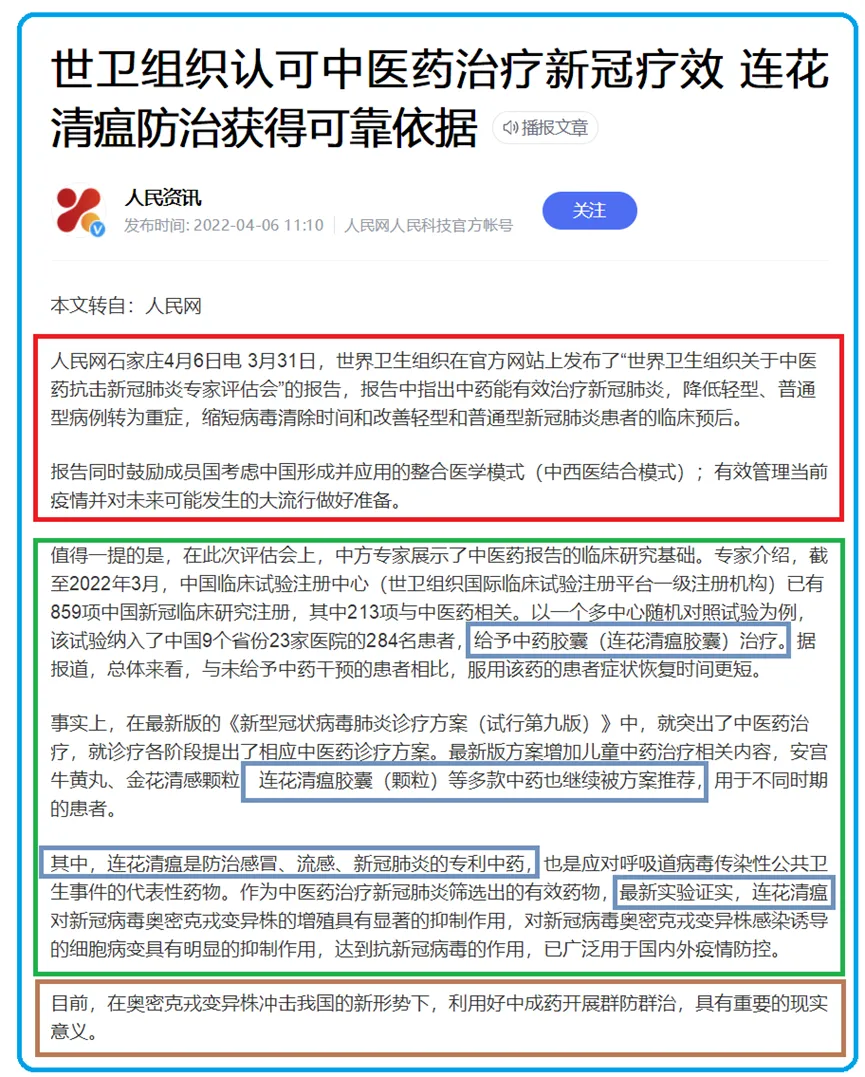 世卫组织认可中医药治疗新冠疗效 连花
清瘟防治获得可靠依据 播报文章
人民资讯
发布时间: 2022-04-06 11:10 人民网人民科技官方帐号
关注
本文转自：人民网
人民网石家庄4月6日电 3月31日，世界卫生组织在官方网站上发布了“世界卫生组织关于中医
药抗击新冠肺炎专家评估会”的报告，报告中指出中药能有效治疗新冠肺炎，降低轻型、普通
型病例转为重症，缩短病毒清除时间和改善轻型和普通型新冠肺炎患者的临床预后。
报告同时鼓励成员国考虑中国形成并应用的整合医学模式（中西医结合模式）；有效管理当前
疫情并对未来可能发生的大流行做好准备。
值得一提的是，在此次评估会上，中方专家展示了中医药报告的临床研究基础。专家介绍，截
至2022年3月，中国临床试验注册中心（世卫组织国际临床试验注册平台一级注册机构）已有
859项中国新冠临床研究注册，其中213项与中医药相关。以一个多中心随机对照试验为例，
该试验纳入了中国9个省份23家医院的284名患者，给予中药胶囊（连花清瘟胶囊）治疗。据
报道，总体来看，与未给予中药干预的患者相比，服用该药的患者症状恢复时间更短。
事实上，在最新版的《新型冠状病毒肺炎诊疗方案（试行第九版）》中，就突出了中医药治
疗，就诊疗各阶段提出了相应中医药诊疗方案。最新版方案增加儿童中药治疗相关内容，安宫
牛黄丸、金花清感颗粒 连花清瘟胶囊（颗粒）等多款中药也继续被方案推荐，用于不同时期
的患者。
其中，连花清瘟是防治感冒、流感、新冠肺炎的专利中药，也是应对呼吸道病毒传染性公共卫
生事件的代表性药物。作为中医药治疗新冠肺炎筛选出的有效药物，最新实验证实，连花清瘟
对新冠病毒奥密克戎变异株的增殖具有显著的抑制作用，对新冠病毒奥密克戎变异株感染诱导
的细胞病变具有明显的抑制作用，达到抗新冠病毒的作用，已广泛用于国内外疫情防控。
目前，在奥密克戎变异株冲击我国的新形势下，利用好中成药开展群防群治，具有重要的现实
意义。